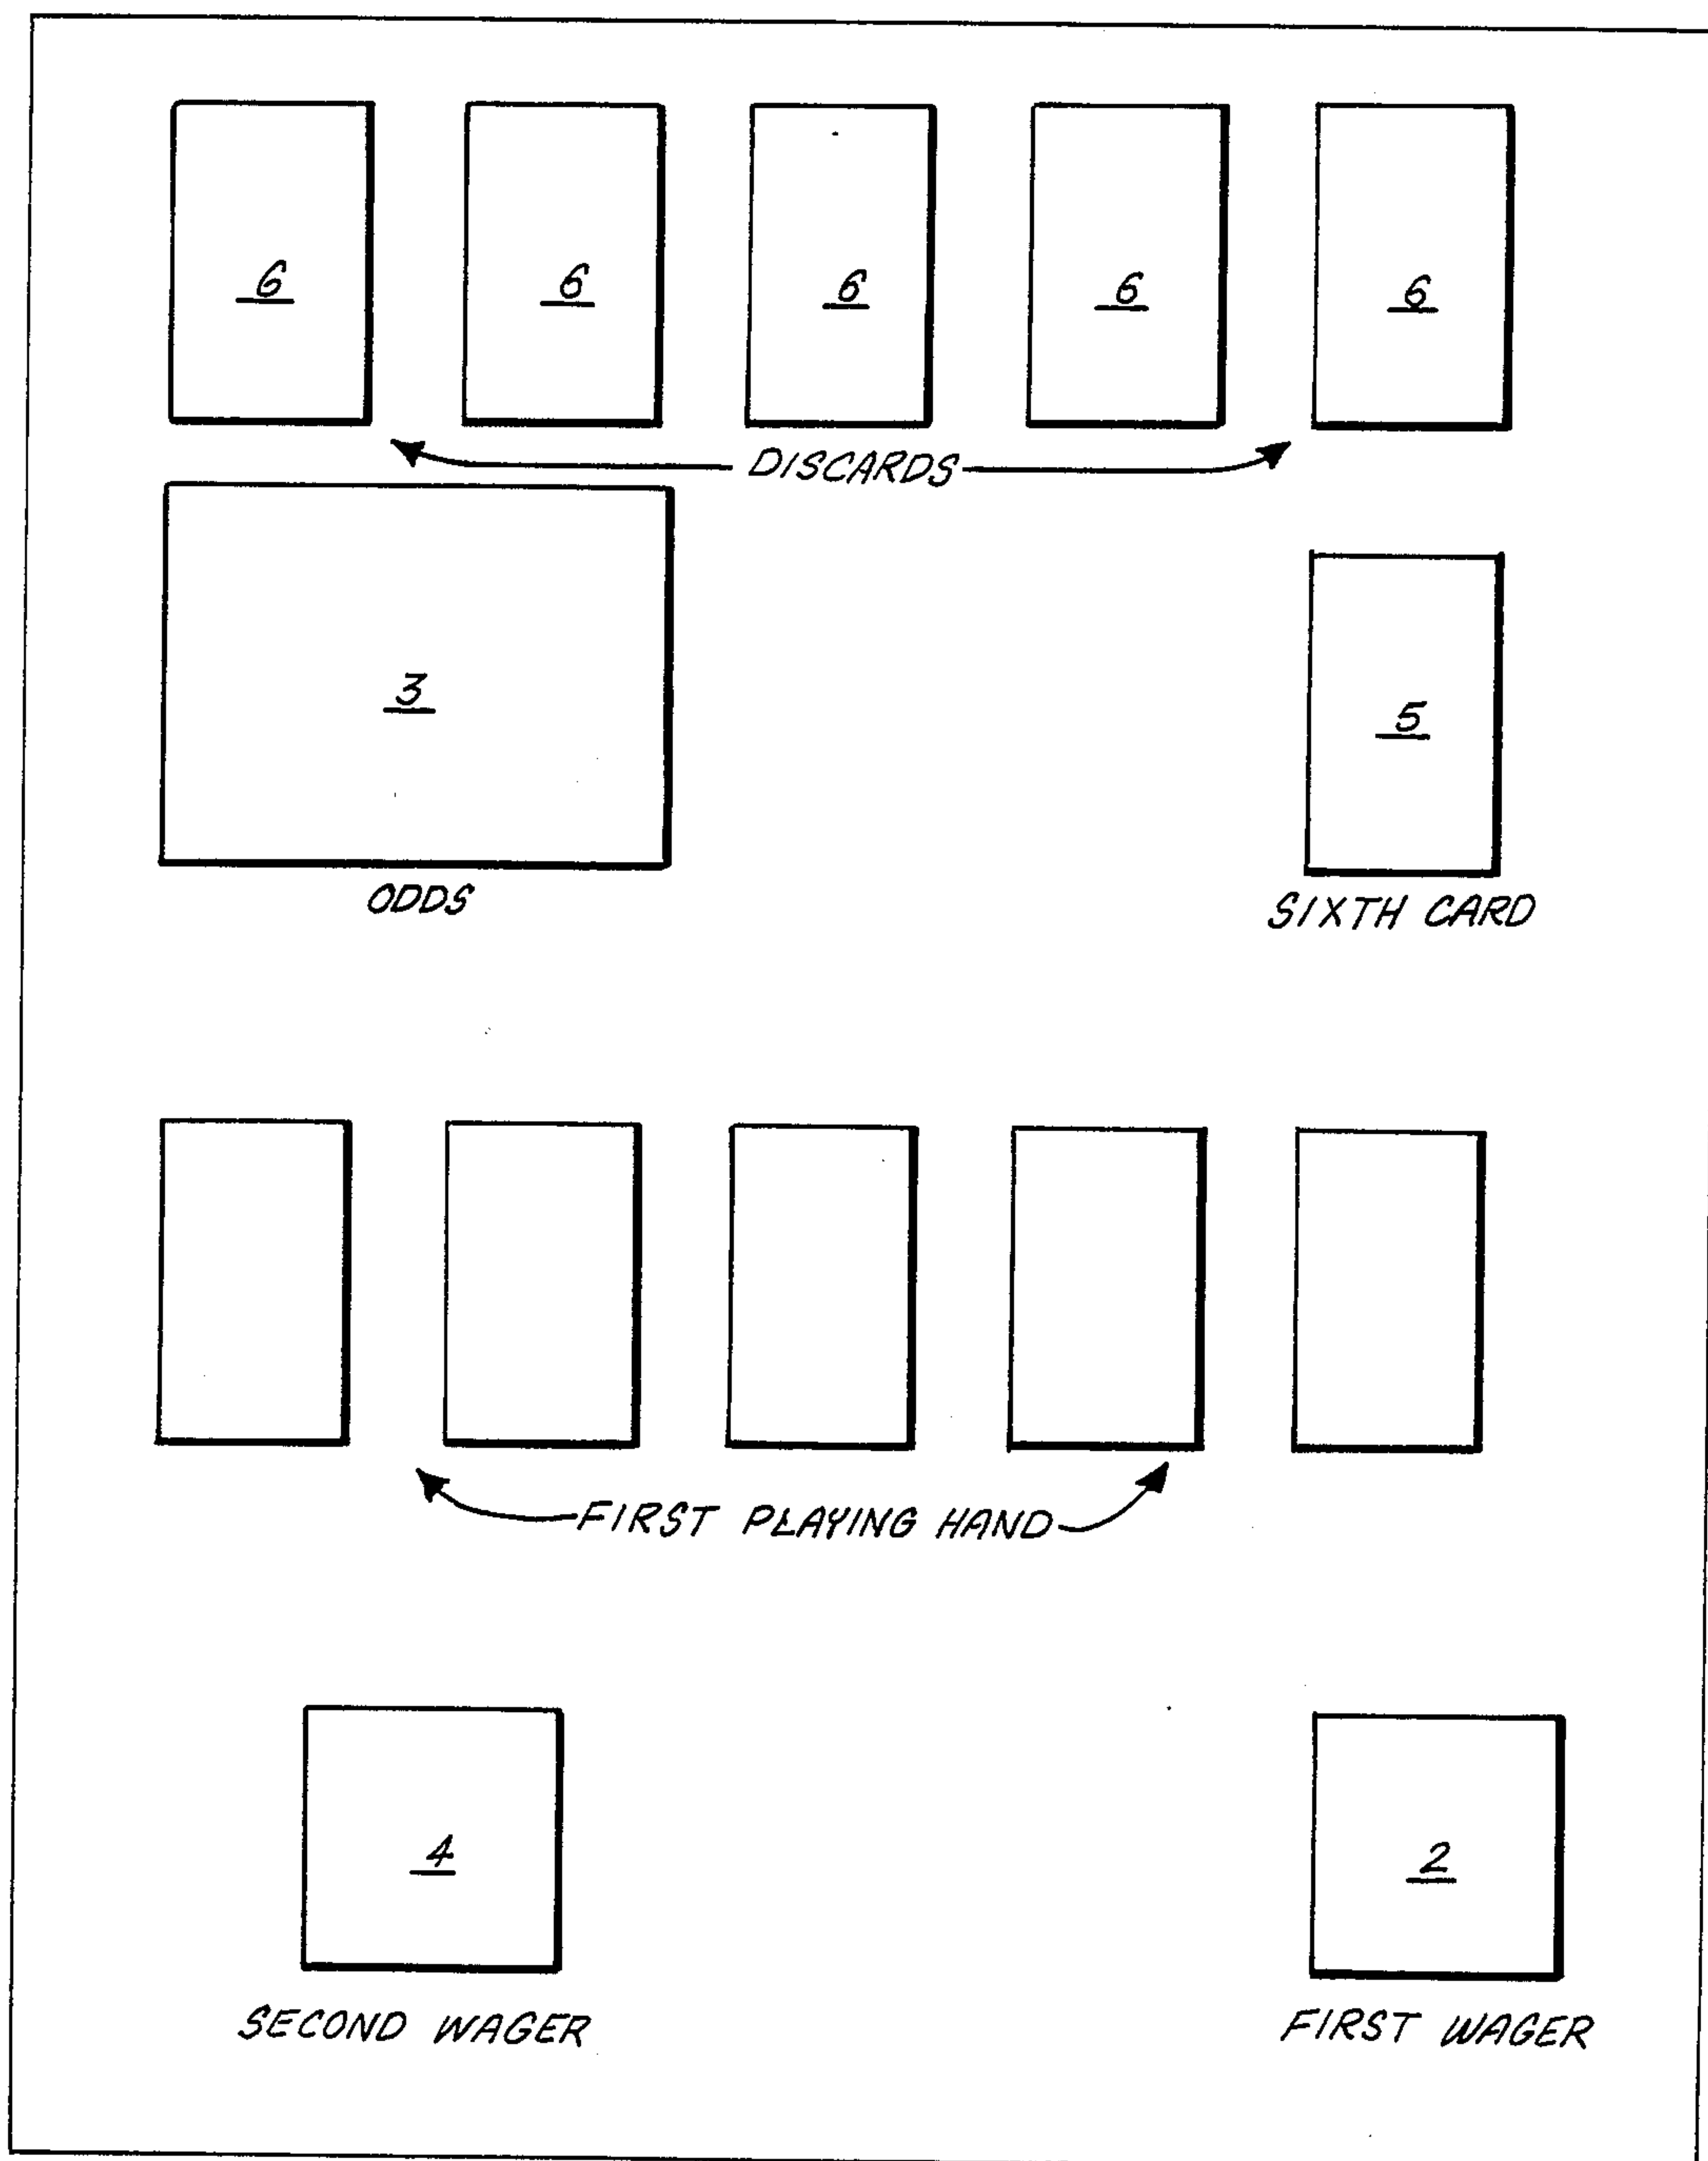 6 6 6 6 6
DISCARDS
3
5
ODDS
SIXTH CARD
FIRST PLAYING HAND
4
2
SECOND WAGER
FIRST WAGER